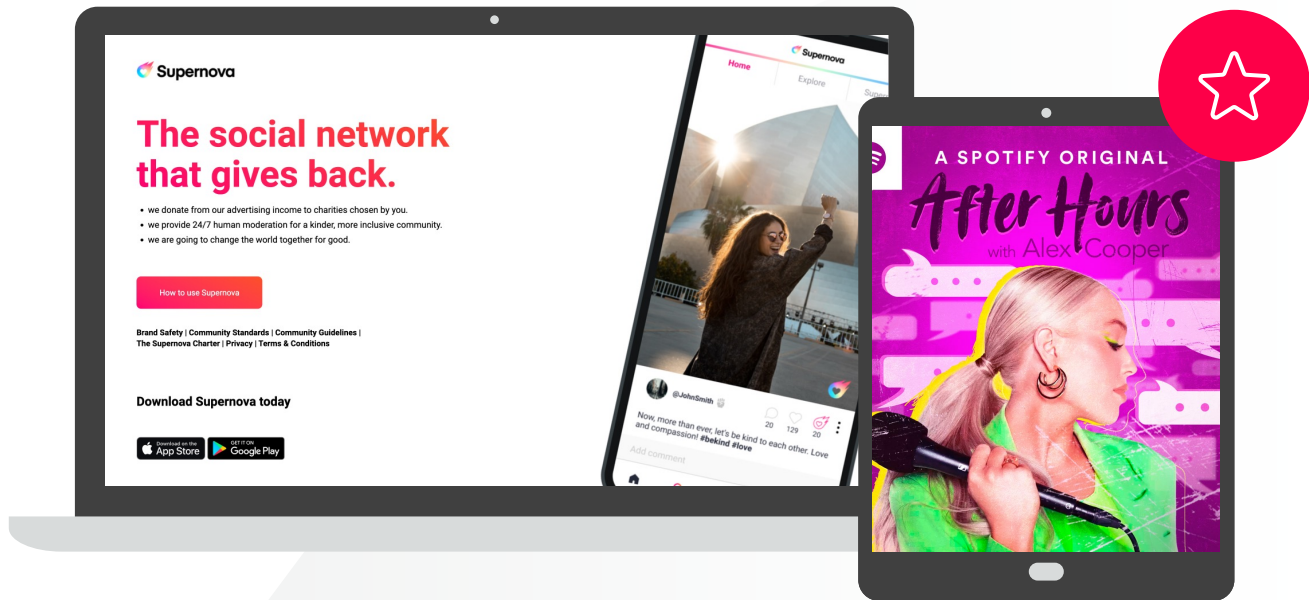 Supernova
The social network
that gives back.
• we donate from our advertising income to charities chosen by you.
• we provide 24/7 human moderation for a kinder, more inclusive community.
• we are going to change the world together for good.
How to use Supernova
Brand Safety | Community Standards | Community Guidelines |
The Supernova Charter | Privacy | Terms & Conditions
Download Supernova today
Download on the
App Store
GET IT ON
Google Play
Supernova
Home
Explore
@JohnSmith
20
129
20
Now, more than ever, let's be kind to each other. Love
and compassion! #bekind #love
Add comment
A SPOTIFY ORIGINAL
After Hours
with Alex Cooper